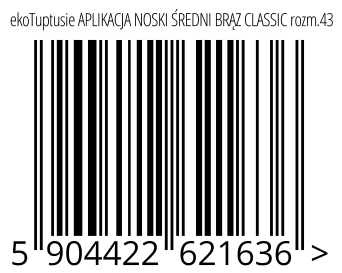 ekoTuptusie APLIKACJA NOSKI ŚREDNI BRĄZ CLASSIC rozm.43
5 904422 621636 >